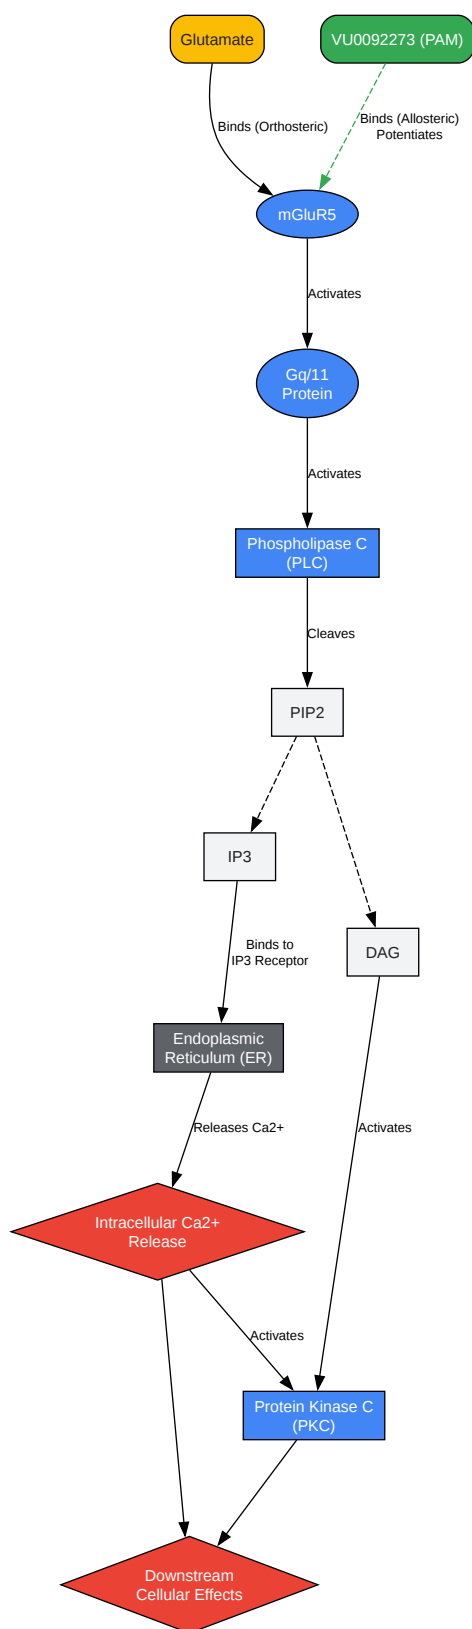 Glutamate
VU0092273 (PAM)
Binds (Orthosteric)
Binds (Allosteric)
Potentiates
mGluR5
Activates
Gq/11
Protein
Activates
Phospholipase C
(PLC)
Cleaves
PIP2
IP3
DAG
Binds to
IP3 Receptor
Endoplasmic
Reticulum (ER)
Releases Ca2+
Activates
Intracellular Ca2+
Release
Activates
Protein Kinase C
(PKC)
Downstream
Cellular Effects